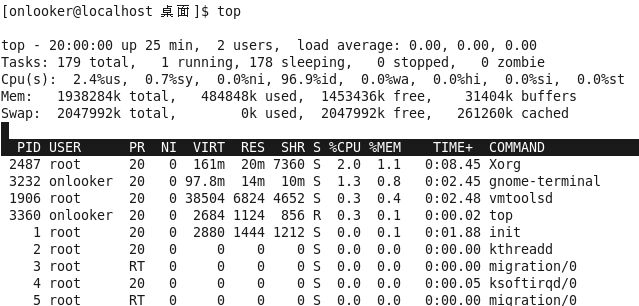 [onlooker@localhost 桌面]$ top
top - 20:00:00 up 25 min,  2 users,  load average: 0.00, 0.00, 0.00
Tasks: 179 total,   1 running, 178 sleeping,   0 stopped,   0 zombie
Cpu(s):  2.4%us,  0.7%sy,  0.0%ni, 96.9%id,  0.0%wa,  0.0%hi,  0.0%si,  0.0%st
Mem:   1938284k total,   484848k used,  1453436k free,    31404k buffers
Swap:  2047992k total,        0k used,  2047992k free,   261260k cached
  PID USER      PR  NI  VIRT  RES  SHR S %CPU %MEM    TIME+  COMMAND
 2487 root      20   0  161m  20m 7360 S  2.0  1.1   0:08.45 Xorg
 3232 onlooker  20   0 97.8m  14m  10m S  1.3  0.8   0:02.45 gnome-terminal
 1906 root      20   0 38504 6824 4652 S  0.3  0.4   0:02.48 vmtoolsd
 3360 onlooker  20   0  2684 1124  856 R  0.3  0.1   0:00.02 top
    1 root      20   0  2880 1444 1212 S  0.0  0.1   0:01.88 init
    2 root      20   0     0    0    0 S  0.0  0.0   0:00.00 kthreadd
    3 root      RT   0     0    0    0 S  0.0  0.0   0:00.00 migration/0
    4 root      20   0     0    0    0 S  0.0  0.0   0:00.05 ksoftirqd/0
    5 root      RT   0     0    0    0 S  0.0  0.0   0:00.00 migration/0